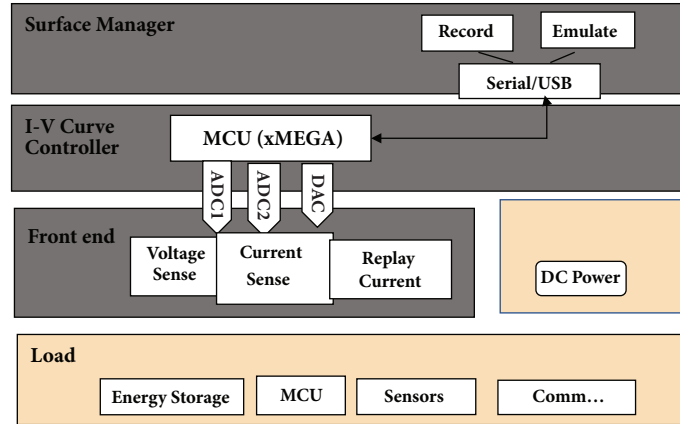 Surface Manager
Record
Emulate
Serial/USB
I-V Curve
Controller
MCU (xMEGA)
ADC1
ADC2
DAC
Front end
Voltage
Sense
Current
Sense
Replay
Current
DC Power
Load
Energy Storage
MCU
Sensors
Comm…